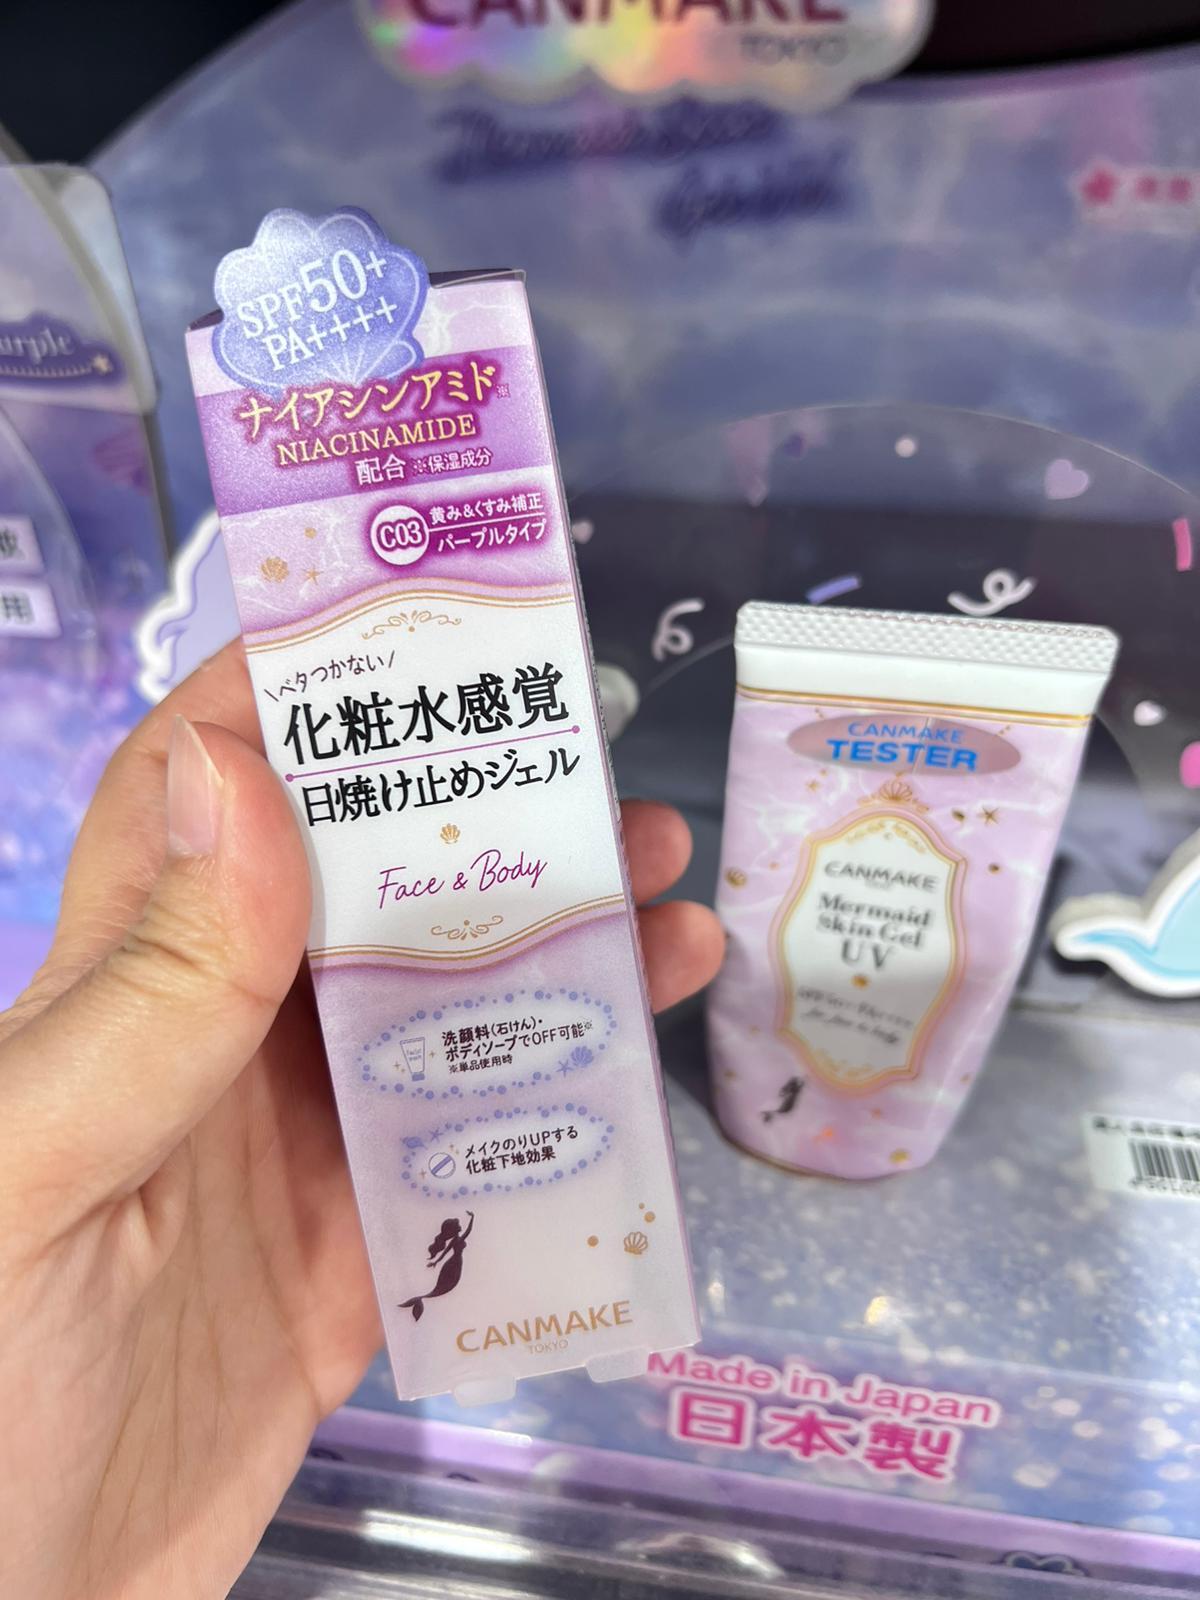 CANMAKE
TOKYO
SPF50+
PA++++
ナイアシンアミド※
NIACINAMIDE
配合 ※保湿成分
C03
黄み&くすみ補正
パープルタイプ
\ベタつかない/
化粧水感覚
日焼け止めジェル
Face & Body
洗顔料(石けん)・
ボディソープでOFF可能※
※単品使用時
メイクのりUPする
化粧下地効果
CANMAKE
TOKYO
CANMAKE
TESTER
CANMAKE
Mermaid
Skin Gel
UV
for face & body
用
Made in Japan
日本製